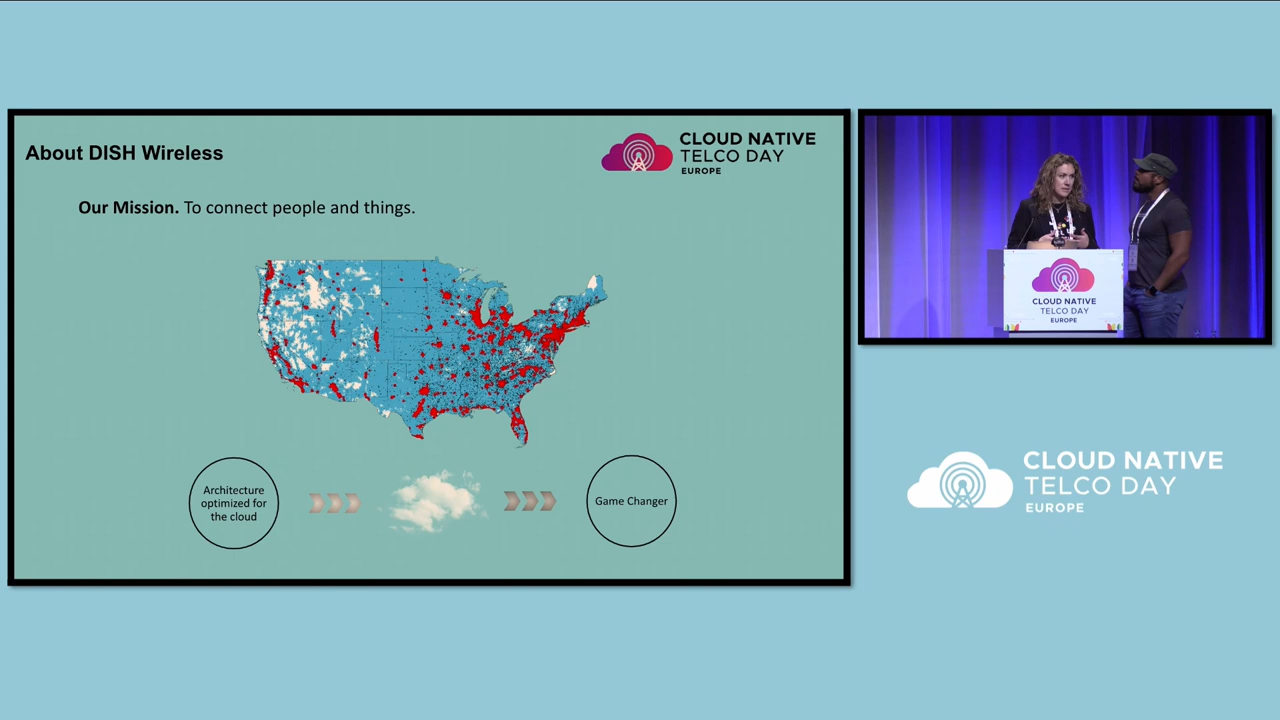 About DISH Wireless
CLOUD NATIVE
TELCO DAY
EUROPE
Our Mission. To connect people and things.
Architecture
optimized for
the cloud
Game Changer
CLOUD NATIVE
TELCO DAY
EUROPE
CLOUD NATIVE
TELCO DAY
EUROPE